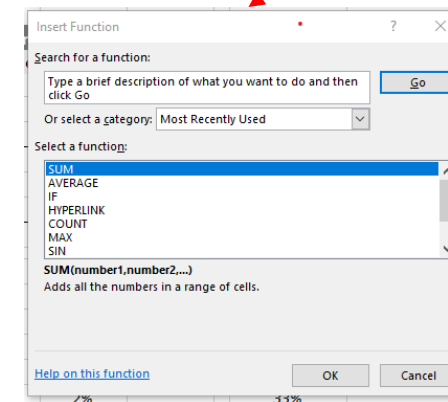 Insert Function ? ×
Search for a function:
Type a brief description of what you want to do and then
click Go
Go
Or select a category: Most Recently Used
Select a function:
SUM
AVERAGE
IF
HYPERLINK
COUNT
MAX
SIN
SUM(number1,number2,...)
Adds all the numbers in a range of cells.
Help on this function
OK Cancel
2% 33%